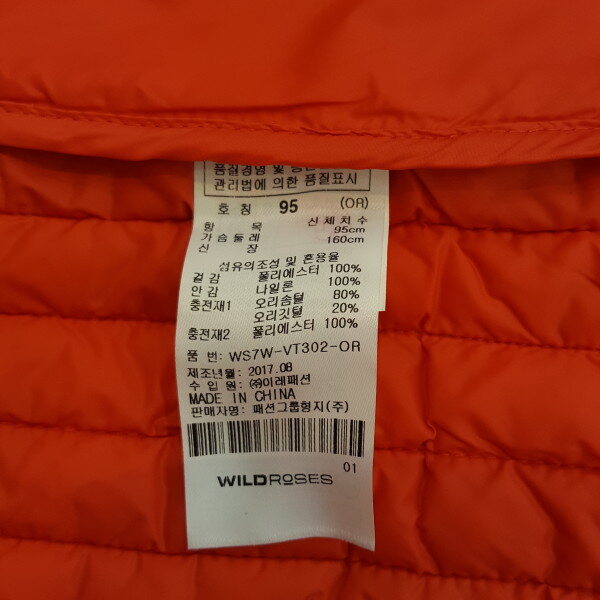 품질경영 및
관리법에 의한 품질표시
호 칭 95 (OR)
항 목 신체치수
가슴둘레 95cm
신 장 160cm
섬유의조성 및 혼용율
겉 감 폴리에스터 100%
안 감 나일론 100%
충전재1 오리솜털 80%
오리깃털 20%
충전재2 폴리에스터 100%
품 번: WS7W-VT302-OR
제조년월: 2017.08
수 입 원: ㈜이레패션
MADE IN CHINA
판매자명: 패션그룹형지(주)
01
WILDROSES